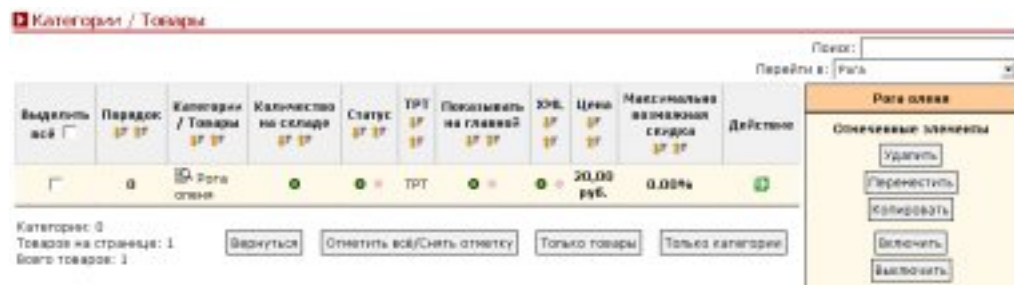 Категории / Товары
Поиск:
Перейти в: Рога
Выделить всё
Порядок
Категории / Товары
Количество на складе
Статус
TPT
Показывать на главной
XML
Цена
Максимально возможная скидка
Действие
0
Рога оленя
TPT
20,00 руб.
0.00%
Категории: 0
Товаров на странице: 1
Всего товаров: 1
Вернуться
Отметить всё/Снять отметку
Только товары
Только категории
Рога оленя
Отмеченные элементы
Удалить
Переместить
Копировать
Включить
Выключить